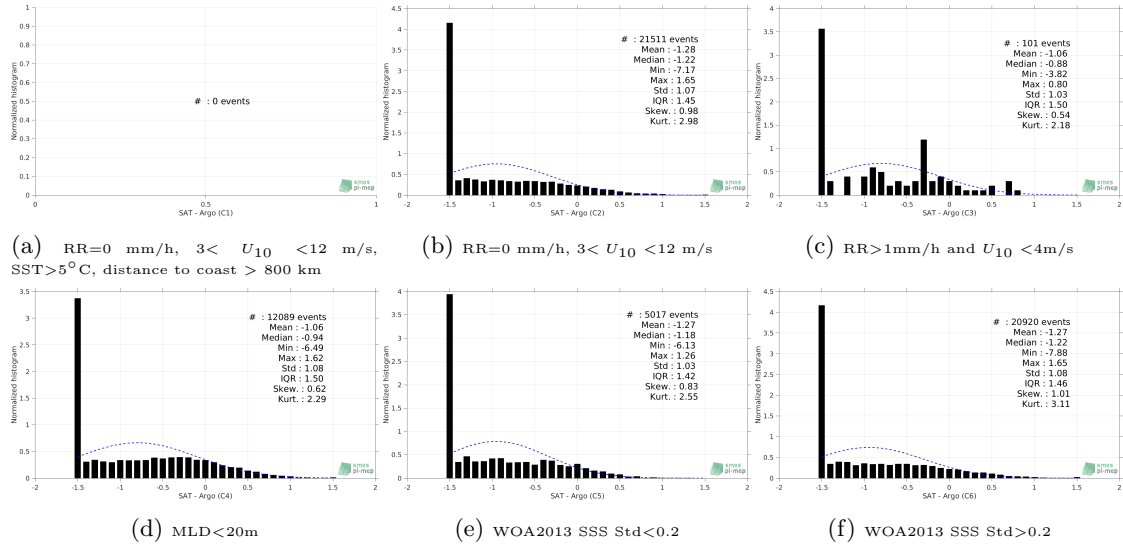 1
0.9
0.8
0.7
0.6
0.5
0.4
0.3
0.2
0.1
0
Normalized histogram
# : 0 events
smos
pi-mep
0
0.5
1
SAT - Argo (C1)
(a) RR=0 mm/h, 3< U10 <12 m/s,
SST>5°C, distance to coast > 800 km
4.5
4
3.5
3
2.5
2
1.5
1
0.5
0
Normalized histogram
# : 21511 events
Mean : -1.28
Median : -1.22
Min : -7.17
Max : 1.65
Std : 1.07
IQR : 1.45
Skew. : 0.98
Kurt. : 2.98
smos
pi-mep
-2
-1.5
-1
-0.5
0
0.5
1
1.5
2
SAT - Argo (C2)
(b) RR=0 mm/h, 3< U10 <12 m/s
4
3.5
3
2.5
2
1.5
1
0.5
0
Normalized histogram
# : 101 events
Mean : -1.06
Median : -0.88
Min : -3.82
Max : 0.80
Std : 1.03
IQR : 1.50
Skew. : 0.54
Kurt. : 2.18
smos
pi-mep
-2
-1.5
-1
-0.5
0
0.5
1
1.5
2
SAT - Argo (C3)
(c) RR>1mm/h and U10 <4m/s
3.5
3
2.5
2
1.5
1
0.5
0
Normalized histogram
# : 12089 events
Mean : -1.06
Median : -0.94
Min : -6.49
Max : 1.62
Std : 1.08
IQR : 1.50
Skew. : 0.62
Kurt. : 2.29
smos
pi-mep
-2
-1.5
-1
-0.5
0
0.5
1
1.5
2
SAT - Argo (C4)
(d) MLD<20m
4
3.5
3
2.5
2
1.5
1
0.5
0
Normalized histogram
# : 5017 events
Mean : -1.27
Median : -1.18
Min : -6.13
Max : 1.26
Std : 1.03
IQR : 1.42
Skew. : 0.83
Kurt. : 2.55
smos
pi-mep
-2
-1.5
-1
-0.5
0
0.5
1
1.5
2
SAT - Argo (C5)
(e) WOA2013 SSS Std<0.2
4.5
4
3.5
3
2.5
2
1.5
1
0.5
0
Normalized histogram
# : 20920 events
Mean : -1.27
Median : -1.22
Min : -7.88
Max : 1.65
Std : 1.08
IQR : 1.46
Skew. : 1.01
Kurt. : 3.11
smos
pi-mep
-2
-1.5
-1
-0.5
0
0.5
1
1.5
2
SAT - Argo (C6)
(f) WOA2013 SSS Std>0.2